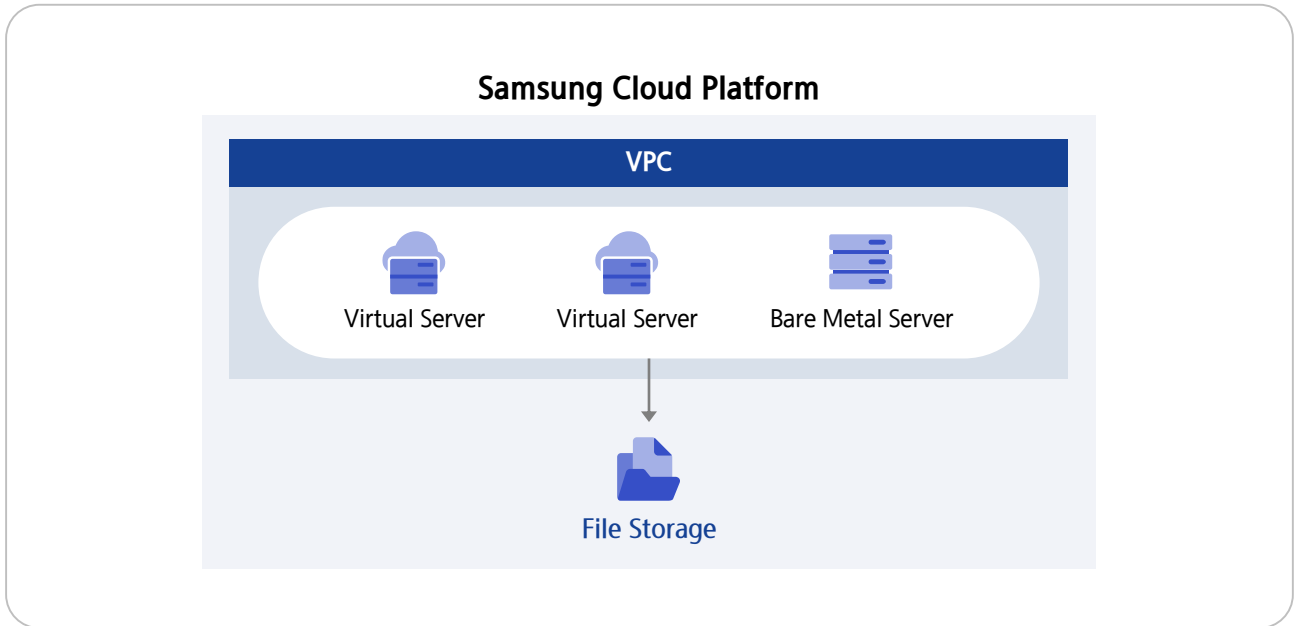 Samsung Cloud Platform
VPC
Virtual Server
Virtual Server
Bare Metal Server
File Storage